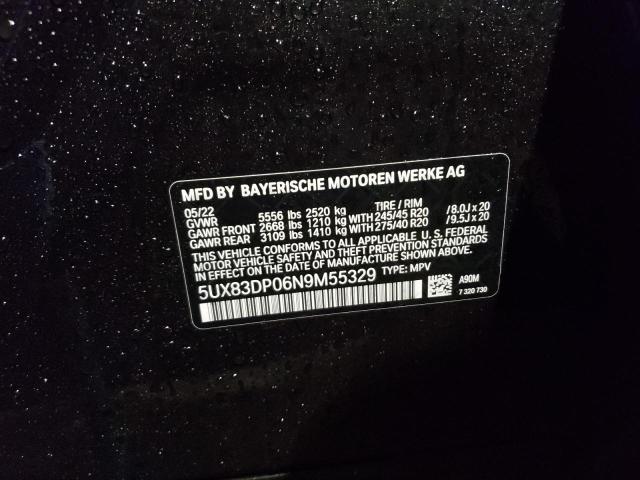 MFD BY BAYERISCHE MOTOREN WERKE AG
05/22 TIRE / RIM
GVWR 5556 lbs 2520 kg
GAWR FRONT 2668 lbs 1210 kg WITH 245/45 R20 /8.0J x 20
GAWR REAR 3109 lbs 1410 kg WITH 275/40 R20 /9.5J x 20
THIS VEHICLE CONFORMS TO ALL APPLICABLE U.S. FEDERAL
MOTOR VEHICLE SAFETY AND THEFT PREVENTION STANDARDS
IN EFFECT ON THE DATE OF MANUFACTURE SHOWN ABOVE.
5UX83DP06N9M55329 TYPE: MPV
A90M
7 320 730